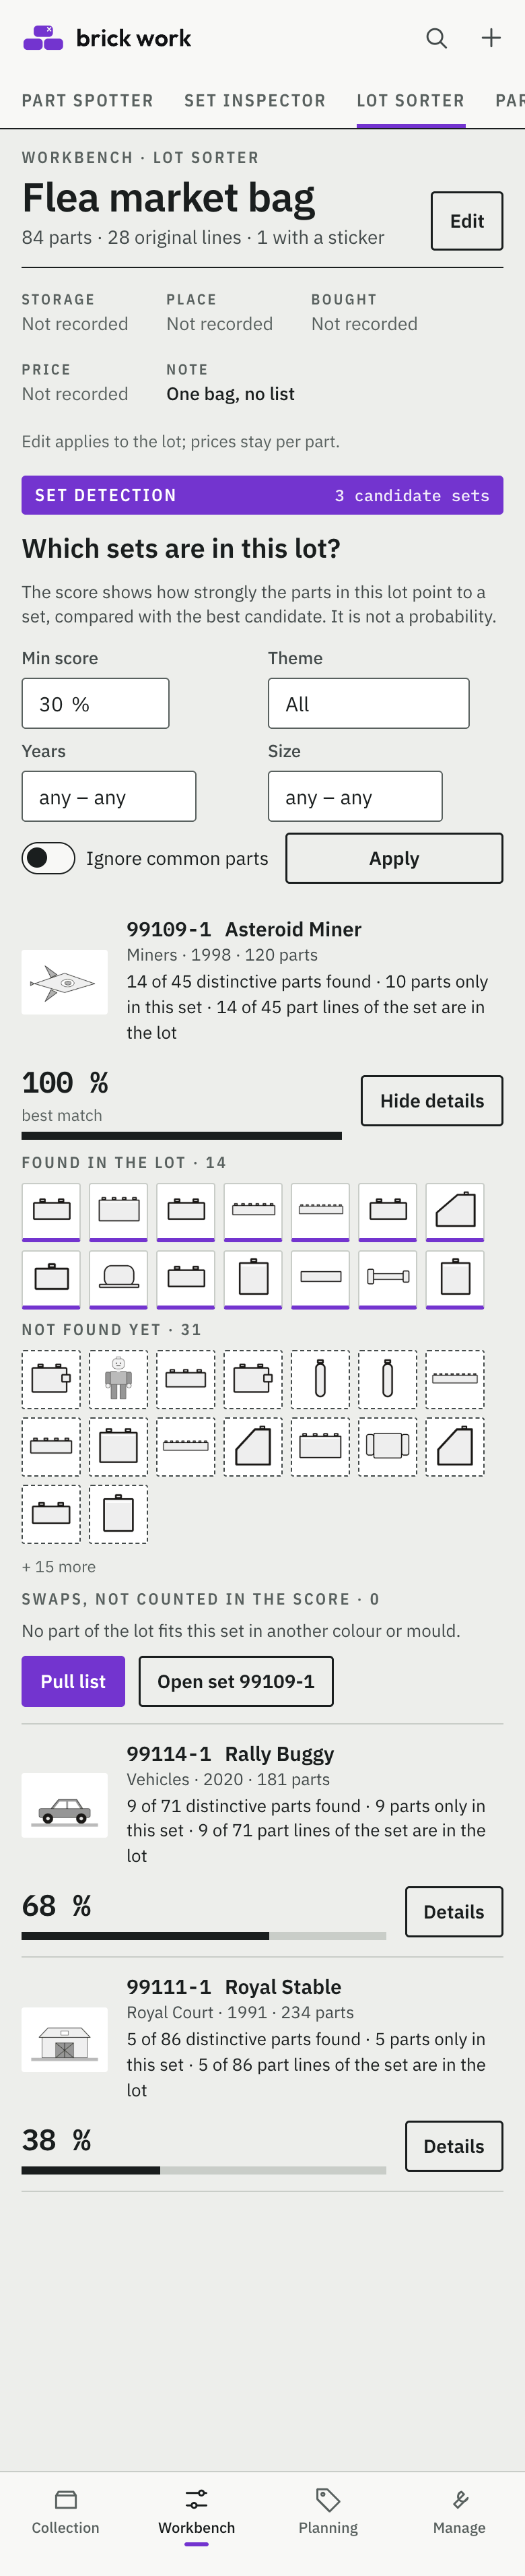 brick work
PART SPOTTER SET INSPECTOR LOT SORTER PAR
WORKBENCH · LOT SORTER
Flea market bag
84 parts · 28 original lines · 1 with a sticker
Edit
STORAGE PLACE BOUGHT
Not recorded Not recorded Not recorded
PRICE NOTE
Not recorded One bag, no list
Edit applies to the lot; prices stay per part.
SET DETECTION 3 candidate sets
Which sets are in this lot?
The score shows how strongly the parts in this lot point to a
set, compared with the best candidate. It is not a probability.
Min score Theme
30 % All
Years Size
any – any any – any
Ignore common parts Apply
99109-1 Asteroid Miner
Miners · 1998 · 120 parts
14 of 45 distinctive parts found · 10 parts only
in this set · 14 of 45 part lines of the set are in
the lot
100 %
best match
Hide details
FOUND IN THE LOT · 14
NOT FOUND YET · 31
+ 15 more
SWAPS, NOT COUNTED IN THE SCORE · 0
No part of the lot fits this set in another colour or mould.
Pull list Open set 99109-1
99114-1 Rally Buggy
Vehicles · 2020 · 181 parts
9 of 71 distinctive parts found · 9 parts only in
this set · 9 of 71 part lines of the set are in the
lot
68 % Details
99111-1 Royal Stable
Royal Court · 1991 · 234 parts
5 of 86 distinctive parts found · 5 parts only in
this set · 5 of 86 part lines of the set are in the
lot
38 % Details
Collection Workbench Planning Manage